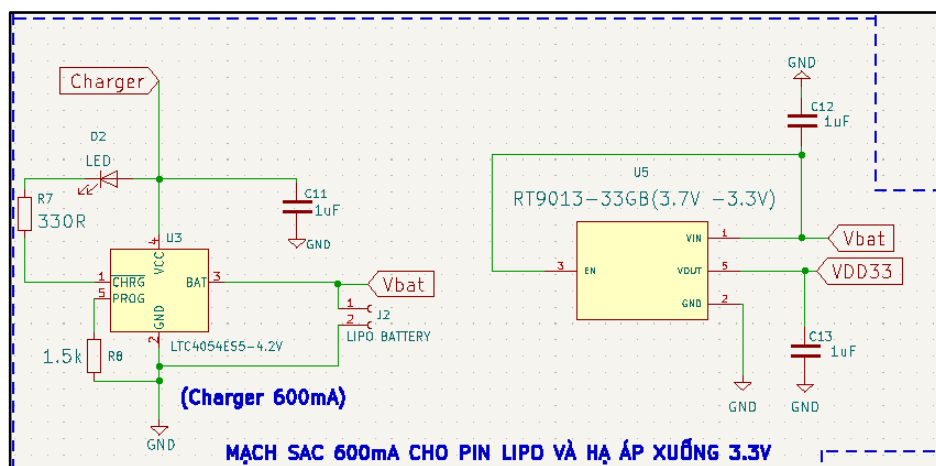 Charger
D2
LED
R7
330R
C11
1uF
GND
U3
4
VCC
1
CHRG
5
PROG
BAT
3
GND
2
LTC4054ES5-4.2V
Vbat
1
2
J2
LIPO BATTERY
1.5k
R8
(Charger 600mA)
GND
GND
C12
1uF
U5
RT9013-33GB(3.7V -3.3V)
VIN
1
Vbat
3
EN
VOUT
5
VDD33
GND
2
C13
1uF
GND
GND
MẠCH SẠC 600mA CHO PIN LIPO VÀ HẠ ÁP XUỐNG 3.3V